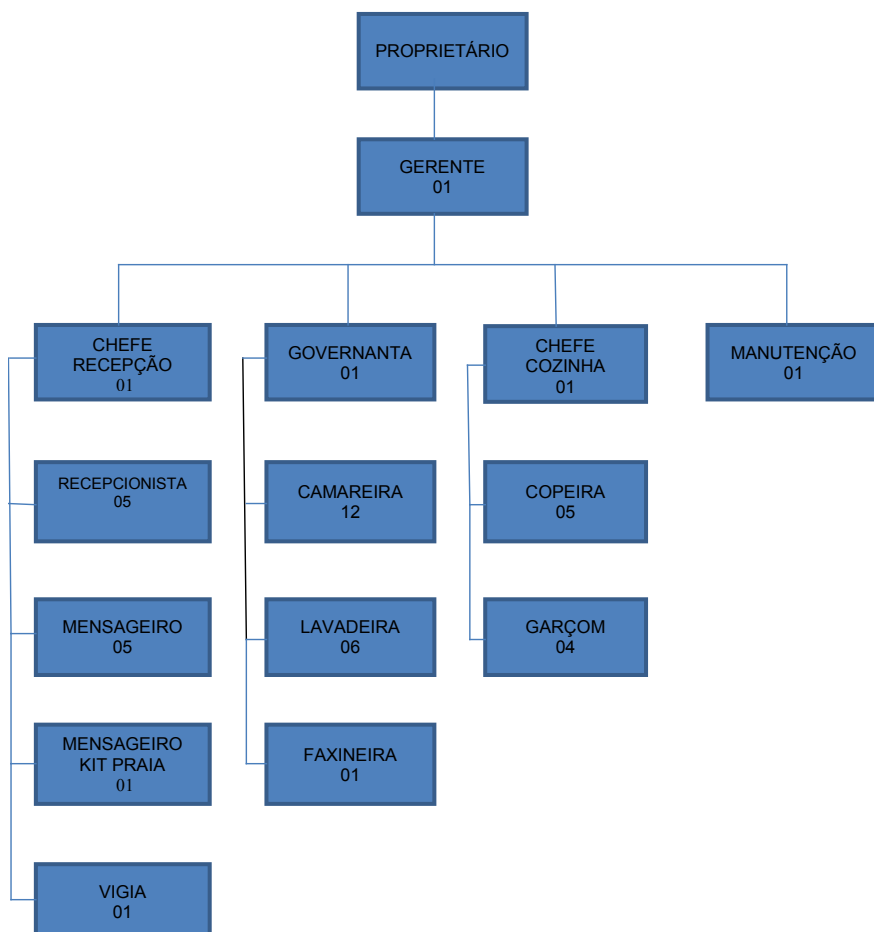 PROPRIETÁRIO
GERENTE
01
CHEFE
RECEPÇÃO
01
GOVERNANTA
01
CHEFE
COZINHA
01
MANUTENÇÃO
01
RECEPCIONISTA
05
CAMAREIRA
12
COPEIRA
05
MENSAGEIRO
05
LAVADEIRA
06
GARÇOM
04
MENSAGEIRO
KIT PRAIA
01
FAXINEIRA
01
VIGIA
01